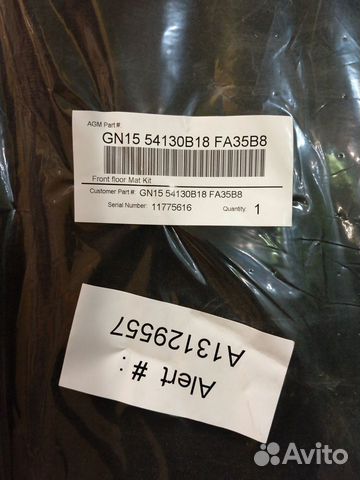 AGM Part #:
GN15 54130B18 FA35B8
Front floor Mat Kit
Customer Part #: GN15 54130B18 FA35B8
Serial Number: 11775616 Quantity: 1
Alert #:
A13129557
Avito